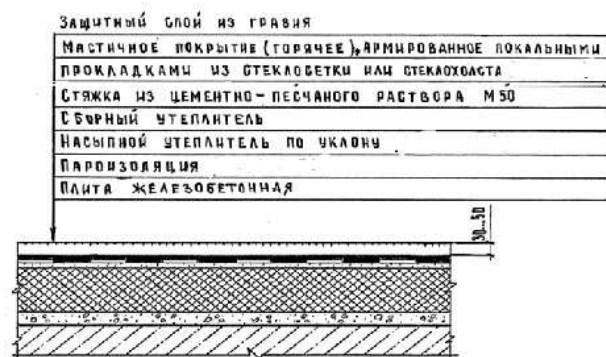 Защитный слой из гравия
Мастичное покрытие (горячее), армированное локальными
прокладками из стеклосетки или стеклохолста
Стяжка из цементно-песчаного раствора М50
Сборный утеплитель
Насыпной утеплитель по уклону
Пароизоляция
Плита железобетонная
30...50